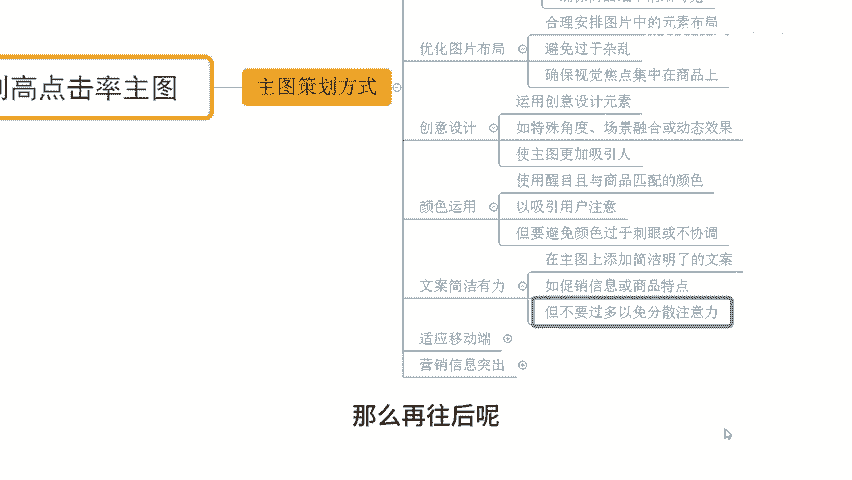 合理安排图片中的元素布局
优化图片布局
避免过于杂乱
确保视觉焦点集中在商品上
高点击率主图
主图策划方式
运用创意设计元素
创意设计
如特殊角度、场景融合或动态效果
使主图更加吸引人
使用醒目且与商品匹配的颜色
颜色运用
以吸引用户注意
但要避免颜色过于刺眼或不协调
在主图上添加简洁明了的文案
文案简洁有力
如促销信息或商品特点
但不要过多以免分散注意力
适应移动端
营销信息突出
那么再往后呢